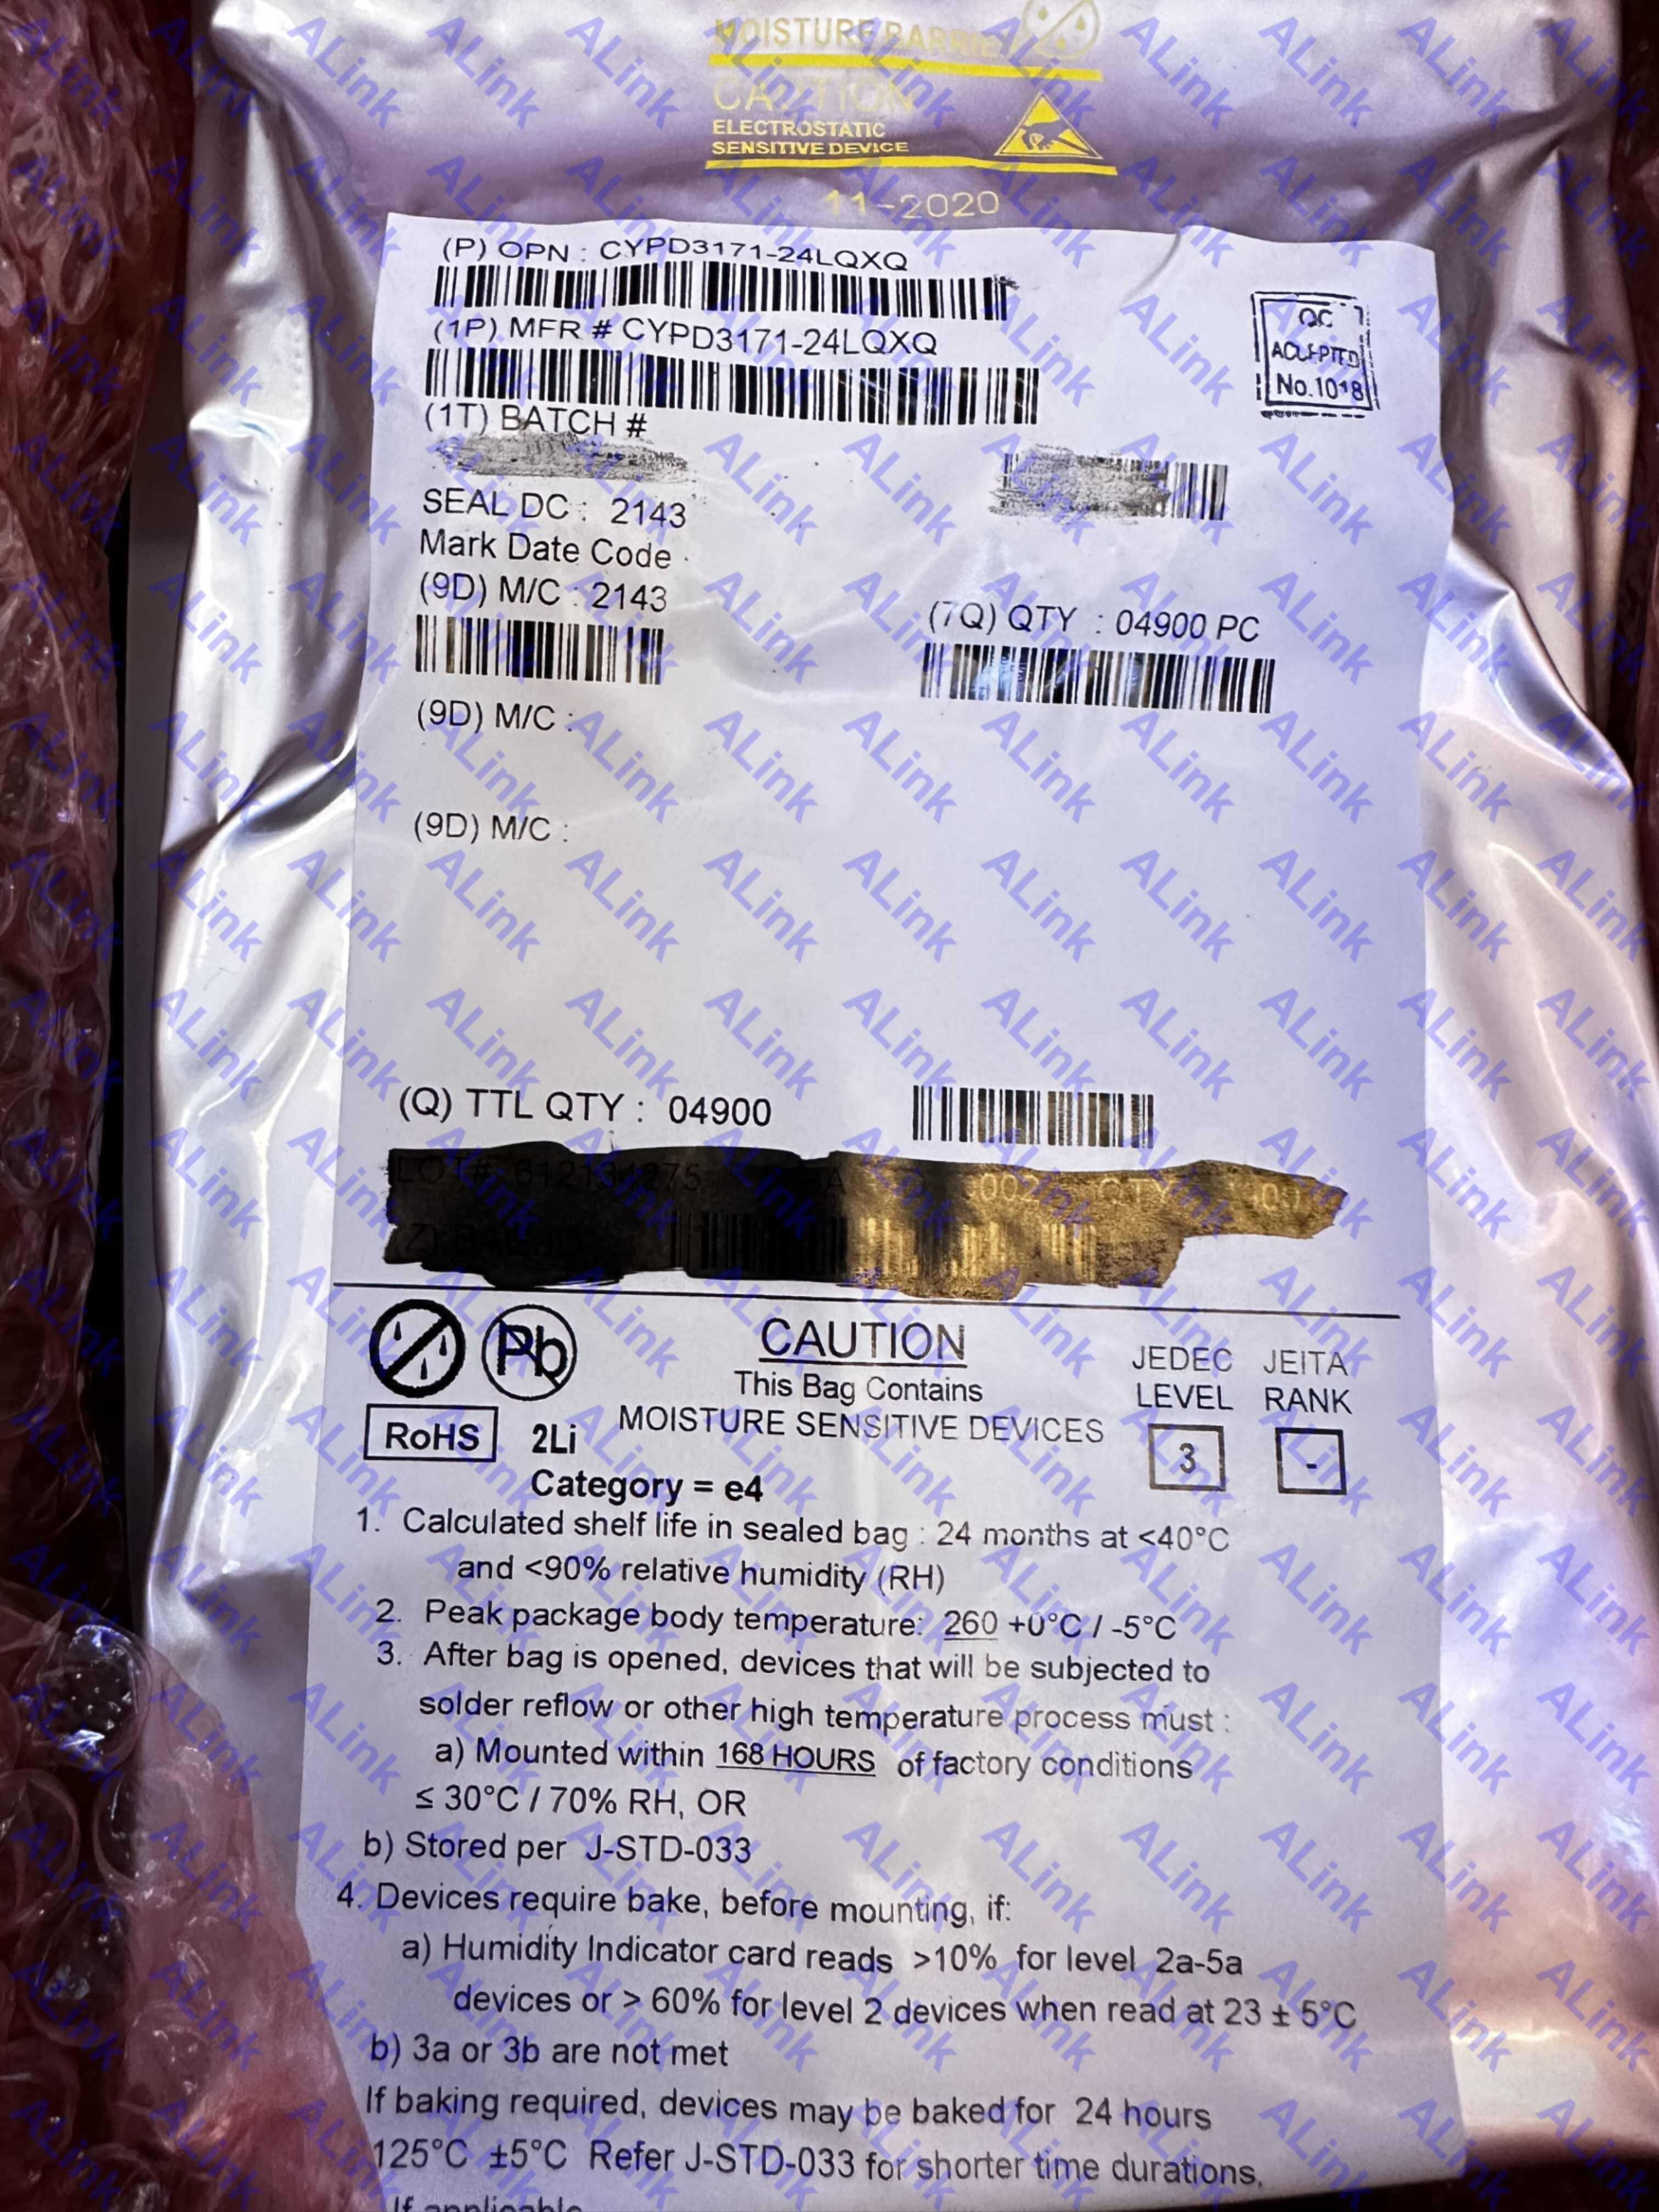 MOISTURE BARRIER
CAUTION
ELECTROSTATIC
SENSITIVE DEVICE
11-2020
(P) OPN : CYPD3171-24LQXQ
(1P) MFR # CYPD3171-24LQXQ
QC
ACCEPTED
No.1018
(1T) BATCH #
SEAL DC : 2143
Mark Date Code
(9D) M/C : 2143
(7Q) QTY : 04900 PC
(9D) M/C :
(9D) M/C :
(Q) TTL QTY : 04900
LOT#
Pb
CAUTION
This Bag Contains
MOISTURE SENSITIVE DEVICES
JEDEC
LEVEL
3
JEITA
RANK
-
RoHS
2Li
Category = e4
1. Calculated shelf life in sealed bag : 24 months at <40°C
and <90% relative humidity (RH)
2. Peak package body temperature: 260 +0°C / -5°C
3. After bag is opened, devices that will be subjected to
solder reflow or other high temperature process must :
a) Mounted within 168 HOURS of factory conditions
≤ 30°C / 70% RH, OR
b) Stored per J-STD-033
4. Devices require bake, before mounting, if:
a) Humidity Indicator card reads >10% for level 2a-5a
devices or > 60% for level 2 devices when read at 23 ± 5°C
b) 3a or 3b are not met
If baking required, devices may be baked for 24 hours
125°C ±5°C Refer J-STD-033 for shorter time durations.
If applicable
ALink